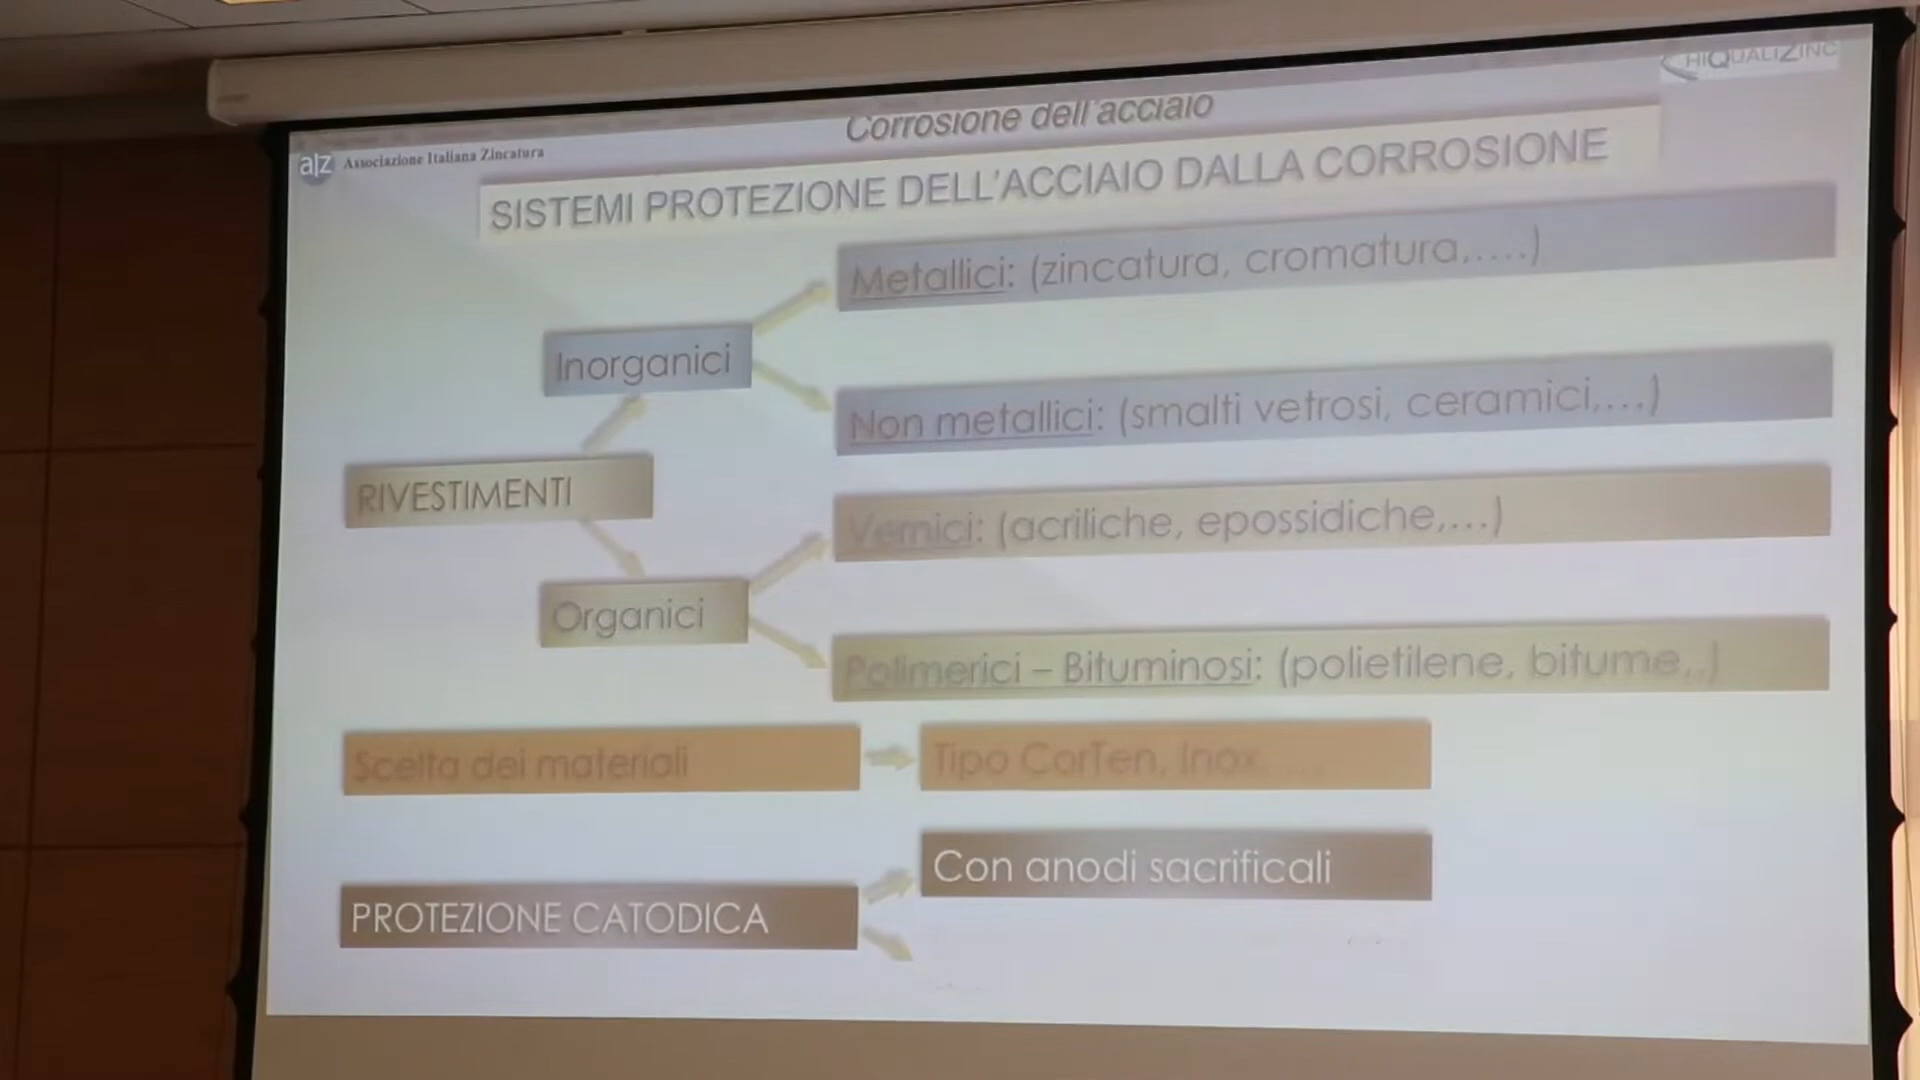 HIQUALIZINC
Corrosione dell'acciaio
a|z Associazione Italiana Zincatura
SISTEMI PROTEZIONE DELL'ACCIAIO DALLA CORROSIONE
Metallici: (zincatura, cromatura,.....)
Inorganici
Non metallici: (smalti vetrosi, ceramici,...)
RIVESTIMENTI
Vernici: (acriliche, epossidiche,...)
Organici
Polimerici – Bituminosi: (polietilene, bitume,..)
Scelta dei materiali
Tipo CorTen, Inox.....
Con anodi sacrificali
PROTEZIONE CATODICA